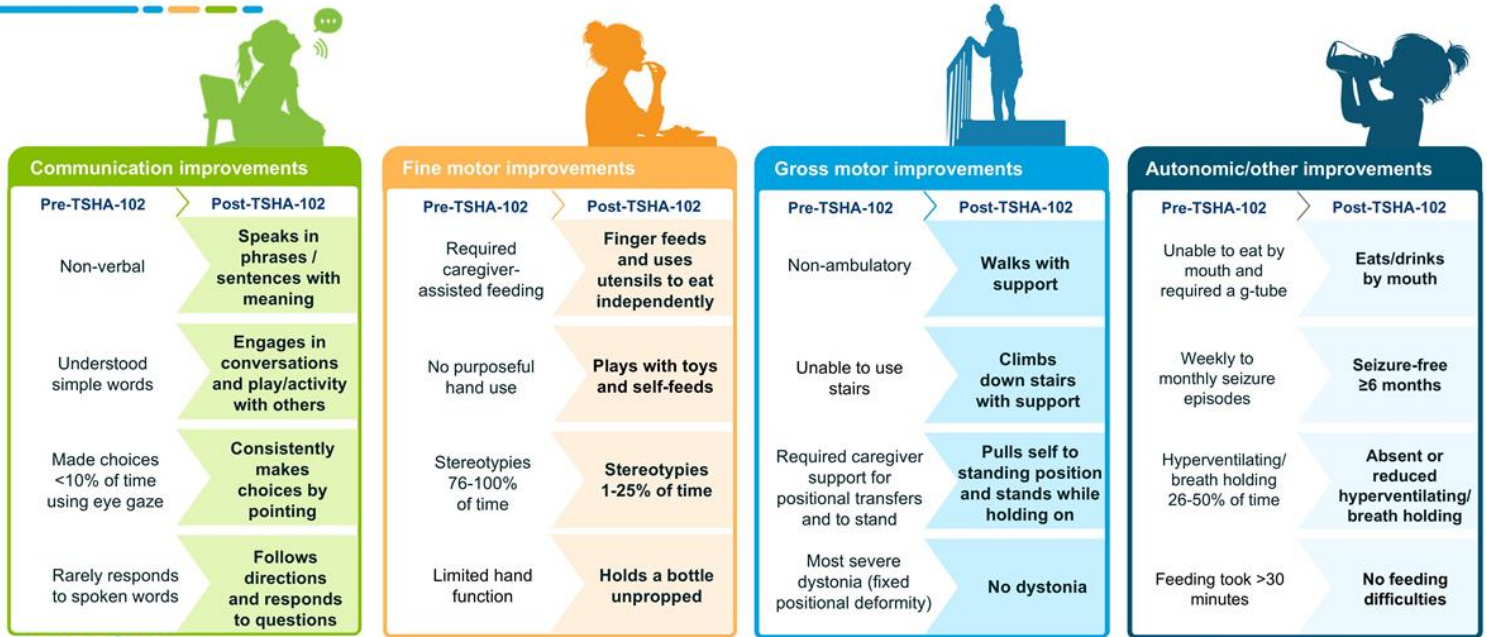 Communication improvements
Pre-TSHA-102
Post-TSHA-102
Non-verbal
Speaks in
phrases /
sentences with
meaning
Understood
simple words
Engages in
conversations
and play/activity
with others
Made choices
<10% of time
using eye gaze
Consistently
makes
choices by
pointing
Rarely responds
to spoken words
Follows
directions
and responds
to questions
Fine motor improvements
Pre-TSHA-102
Post-TSHA-102
Required
caregiver-
assisted feeding
Finger feeds
and uses
utensils to eat
independently
No purposeful
hand use
Plays with toys
and self-feeds
Stereotypies
76-100%
of time
Stereotypies
1-25% of time
Limited hand
function
Holds a bottle
unpropped
Gross motor improvements
Pre-TSHA-102
Post-TSHA-102
Non-ambulatory
Walks with
support
Unable to use
stairs
Climbs
down stairs
with support
Required caregiver
support for
positional transfers
and to stand
Pulls self to
standing position
and stands while
holding on
Most severe
dystonia (fixed
positional deformity)
No dystonia
Autonomic/other improvements
Pre-TSHA-102
Post-TSHA-102
Unable to eat by
mouth and
required a g-tube
Eats/drinks
by mouth
Weekly to
monthly seizure
episodes
Seizure-free
≥6 months
Hyperventilating/
breath holding
26-50% of time
Absent or
reduced
hyperventilating/
breath holding
Feeding took >30
minutes
No feeding
difficulties